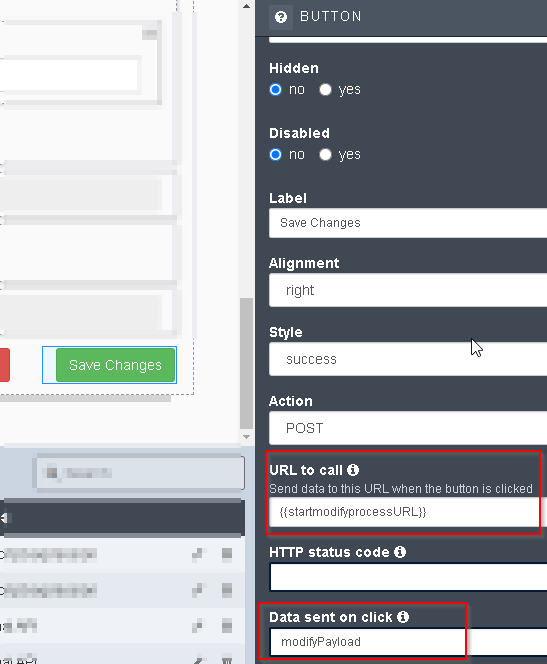 BUTTON
Hidden
no yes
Disabled
no yes
Label
Save Changes
Alignment
right
Style
success
Save Changes
Action
POST
URL to call
Send data to this URL when the button is clicked
{{startmodifyprocessURL}}
HTTP status code
Data sent on click
modifyPayload